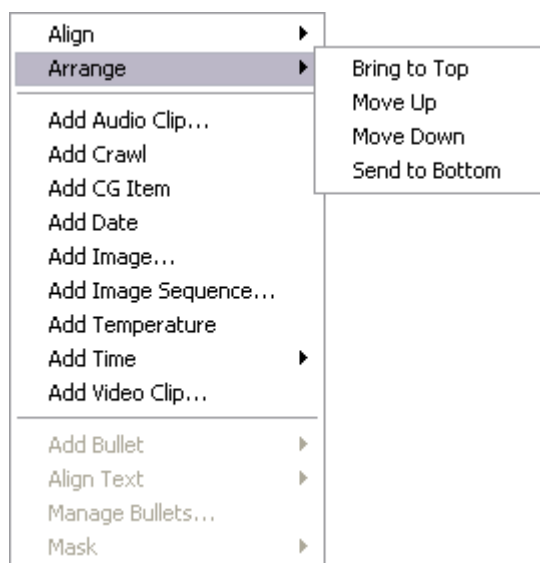 Align
Arrange
Bring to Top
Move Up
Move Down
Send to Bottom
Add Audio Clip...
Add Crawl
Add CG Item
Add Date
Add Image...
Add Image Sequence...
Add Temperature
Add Time
Add Video Clip...
Add Bullet
Align Text
Manage Bullets...
Mask